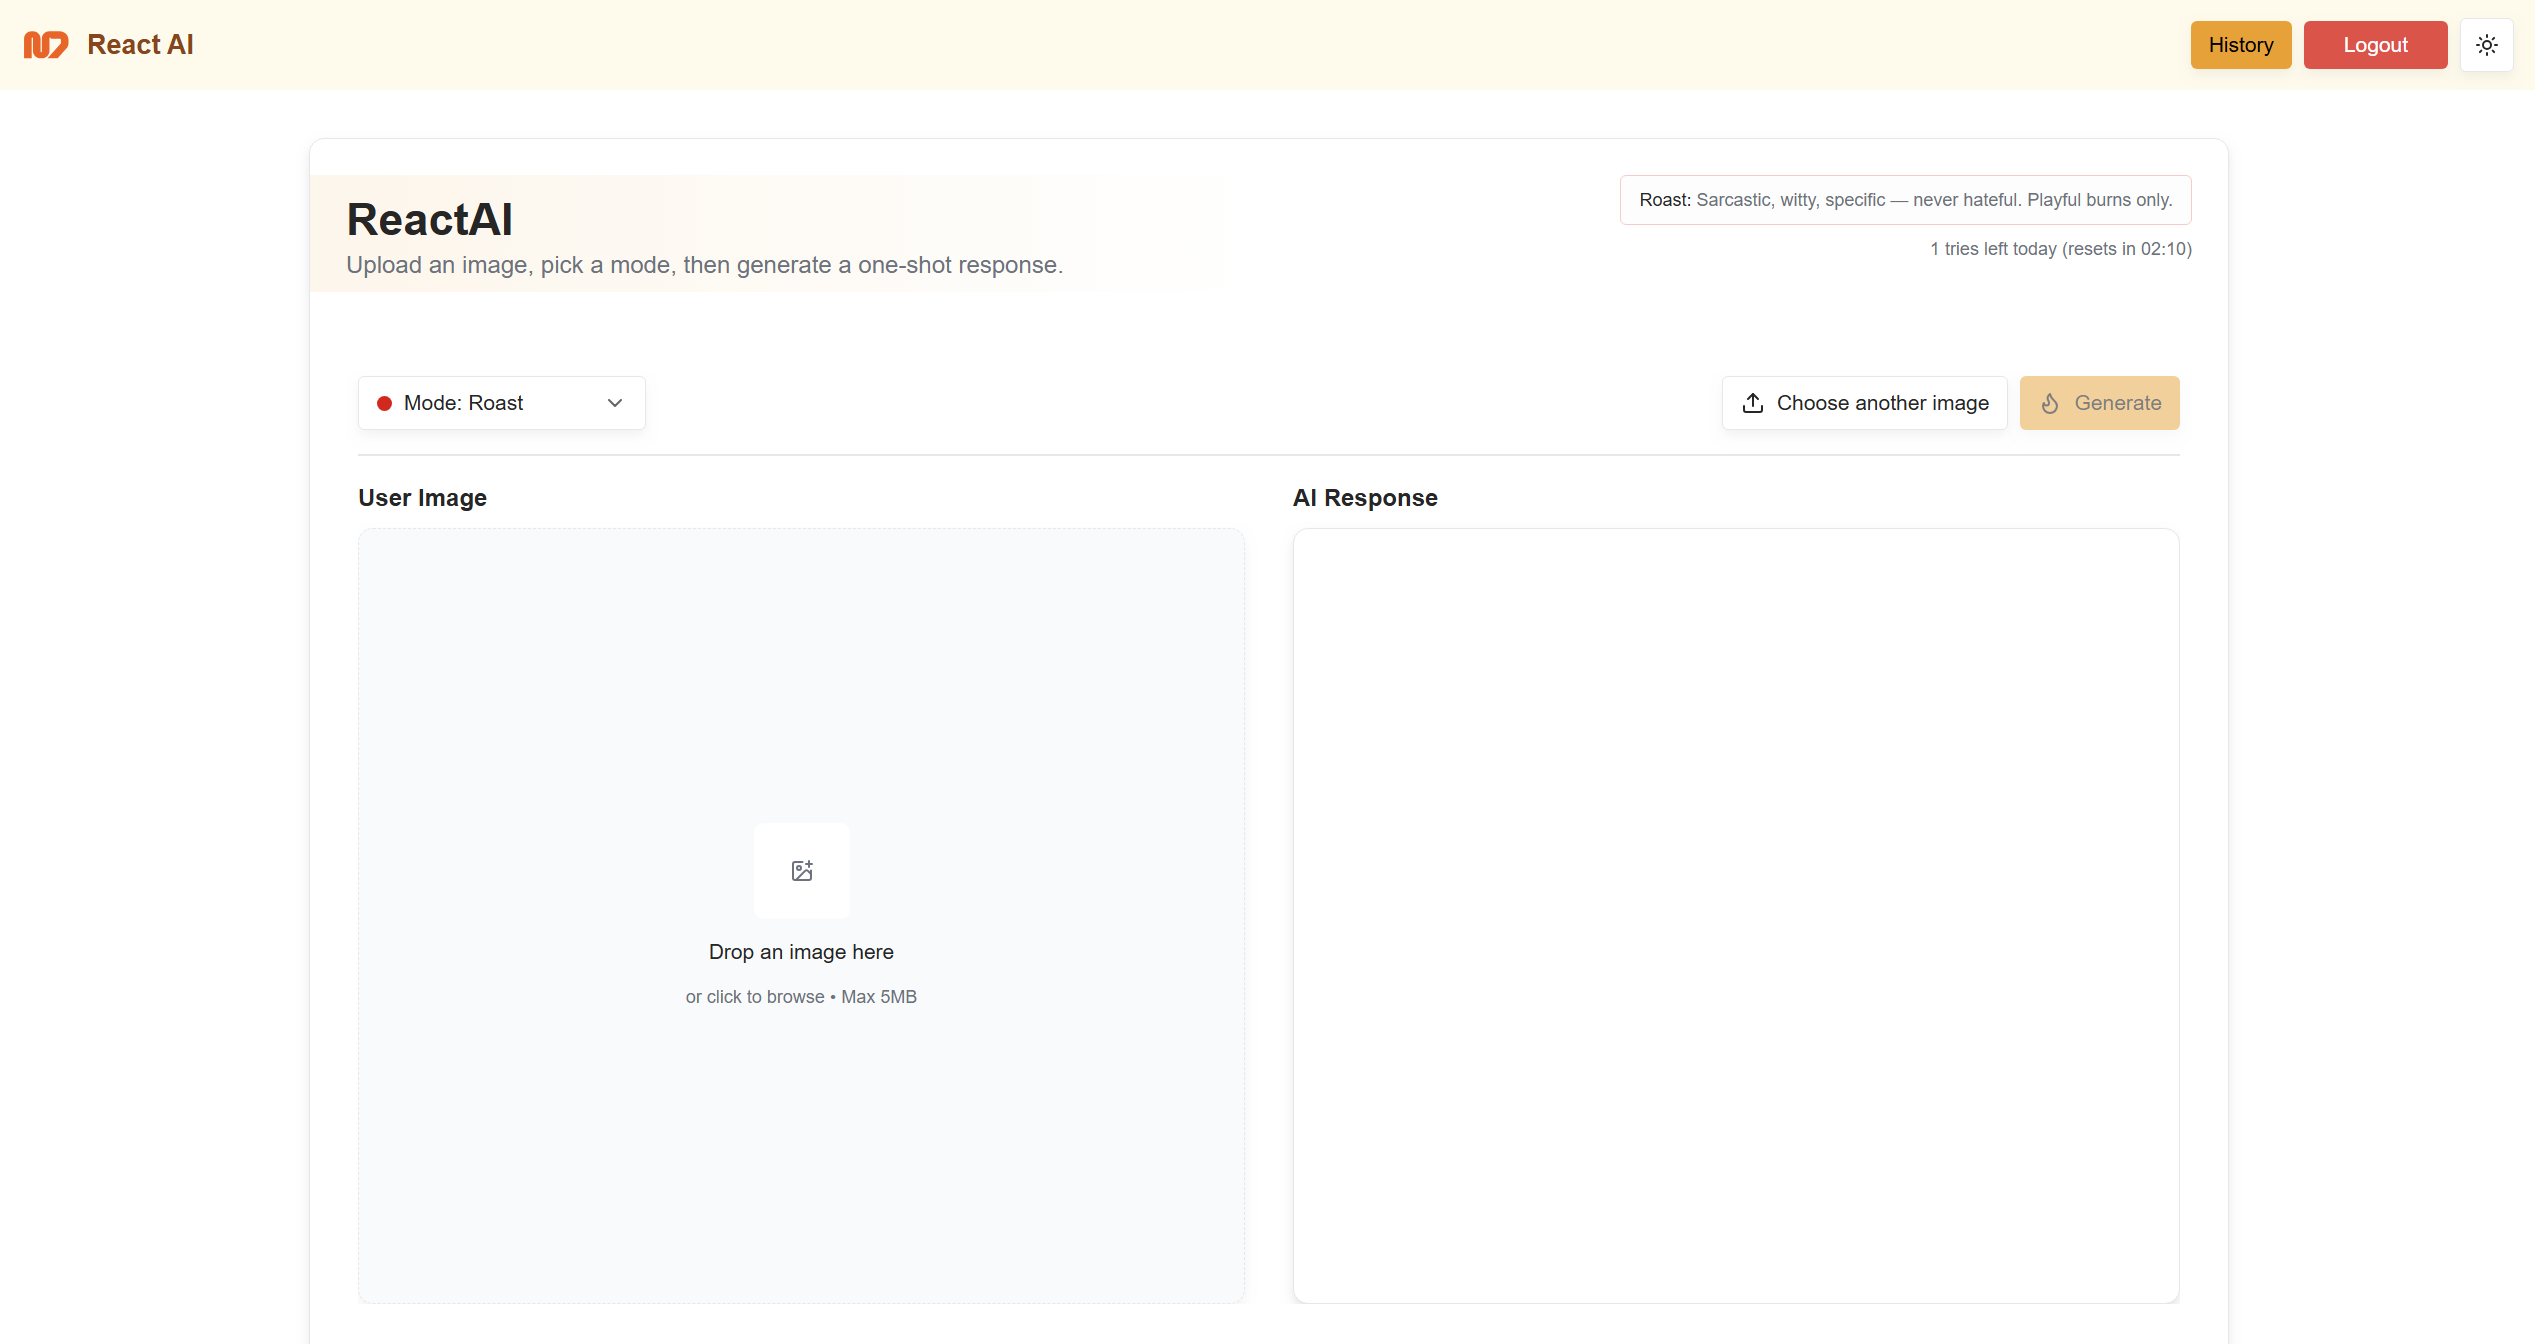 React AI
History
Logout
ReactAI
Upload an image, pick a mode, then generate a one-shot response.
Roast: Sarcastic, witty, specific — never hateful. Playful burns only.
1 tries left today (resets in 02:10)
Mode: Roast
Choose another image
Generate
User Image
AI Response
Drop an image here
or click to browse • Max 5MB